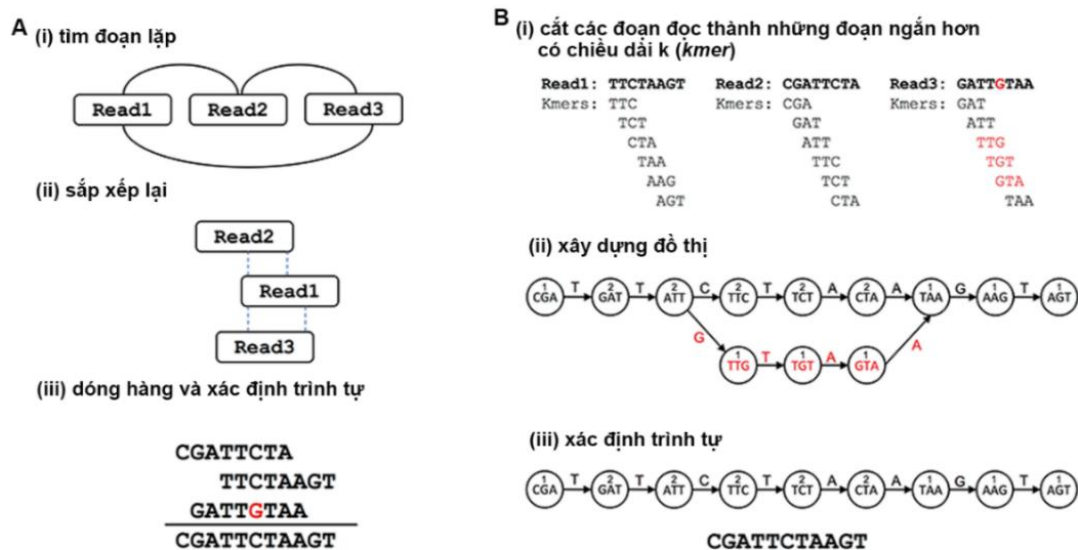 A (i) tìm đoạn lặp
Read1 Read2 Read3
(ii) sắp xếp lại
Read2
Read1
Read3
(iii) dóng hàng và xác định trình tự
CGATTCTA
TTCTAAGT
GATTGTAA
CGATTCTAAGT
B (i) cắt các đoạn đọc thành những đoạn ngắn hơn
có chiều dài k (kmer)
Read1: TTCTAAGT Read2: CGATTCTA Read3: GATTGTAA
Kmers: TTC Kmers: CGA Kmers: GAT
TCT GAT ATT
CTA ATT TTG
TAA TTC TGT
AAG TCT GTA
AGT CTA TAA
(ii) xây dựng đồ thị
T T C T A A G T
1 2 2 2 2 2 1 1 1
CGA GAT ATT TTC TCT CTA TAA AAG AGT
G T A A
1 1 1
TTG TGT GTA
(iii) xác định trình tự
T T C T A A G T
1 2 2 2 2 2 1 1 1
CGA GAT ATT TTC TCT CTA TAA AAG AGT
CGATTCTAAGT